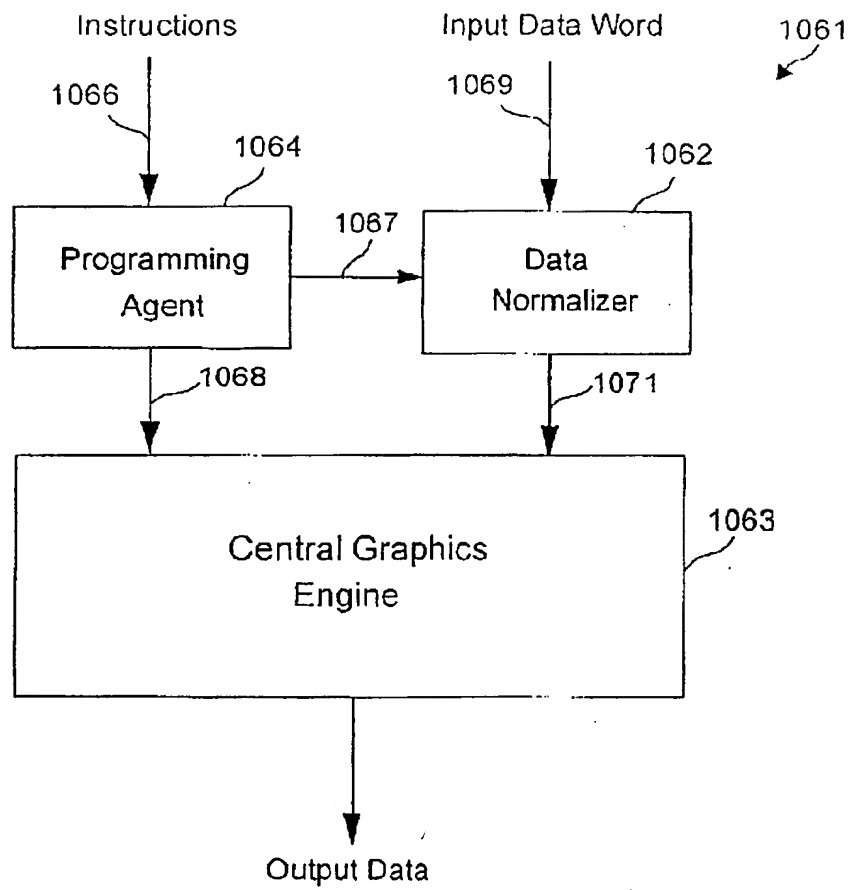 Instructions
Input Data Word
1061
1066
1069
1064
1062
1067
Programming
Agent
Data
Normalizer
1068
1071
1063
Central Graphics
Engine
Output Data